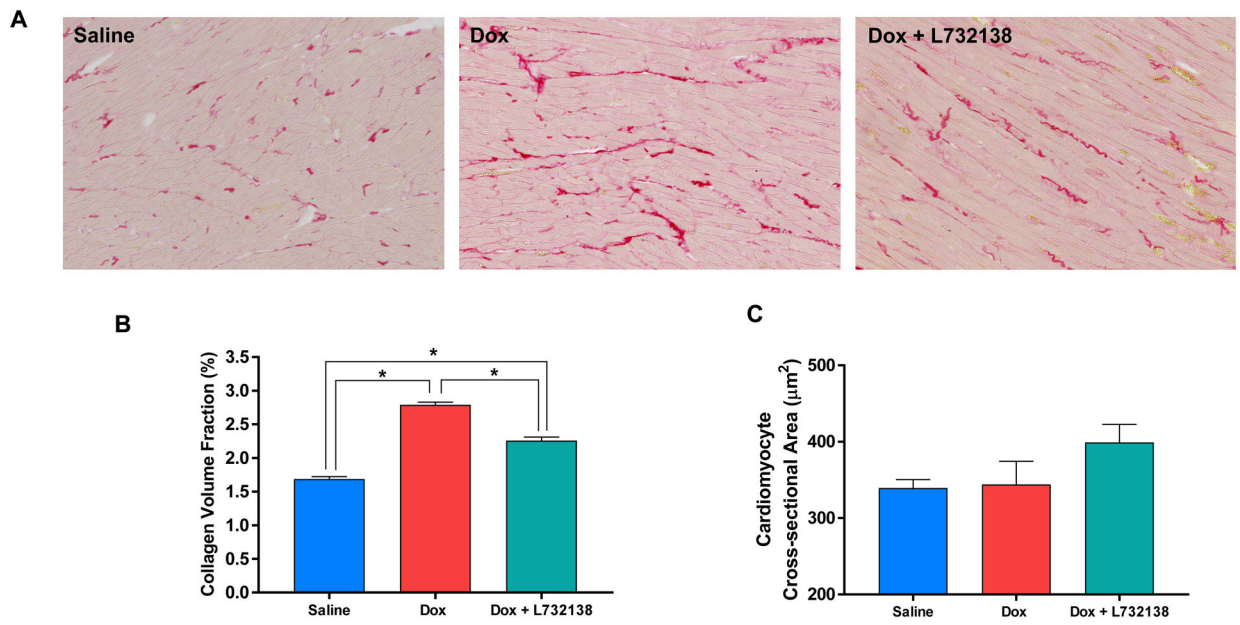 A
Saline
Dox
Dox + L732138
B
Collagen Volume Fraction (%)
3.5
3.0
2.5
2.0
1.5
1.0
0.5
0.0
*
*
*
Saline
Dox
Dox + L732138
C
Cardiomyocyte
Cross-sectional Area (μm²)
500
400
300
200
Saline
Dox
Dox + L732138